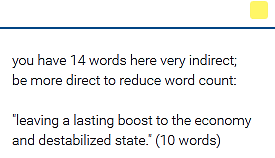 you have 14 words here very indirect;
be more direct to reduce word count:
"leaving a lasting boost to the economy
and destabilized state." (10 words)